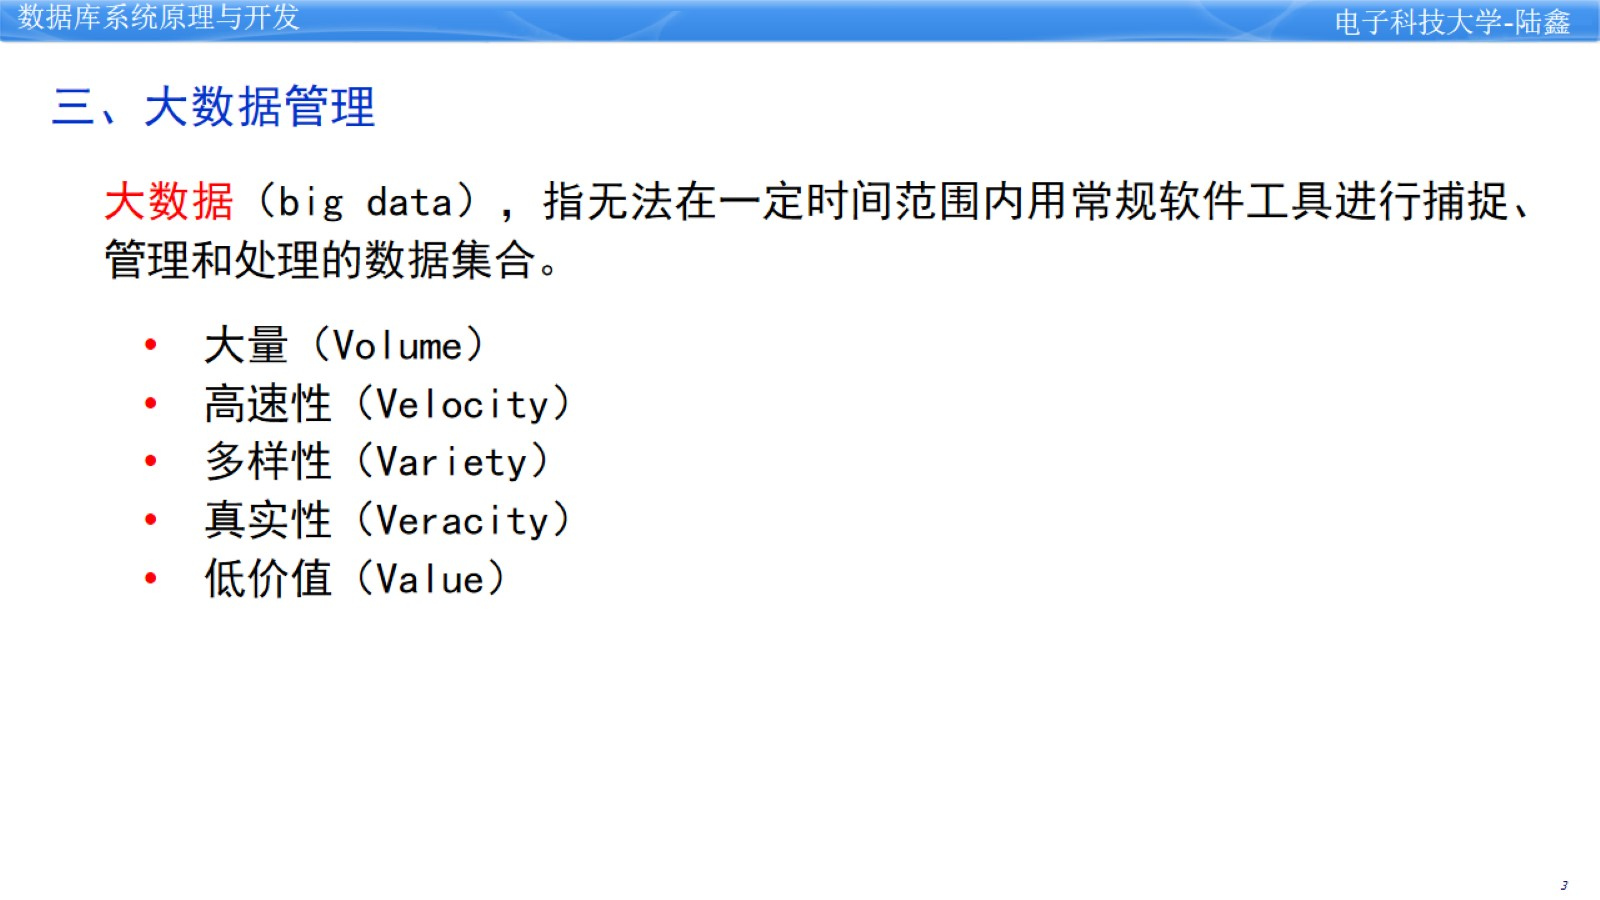 数据库系统原理与开发
电子科技大学-陆鑫
三、大数据管理
大数据（big data），指无法在一定时间范围内用常规软件工具进行捕捉、
管理和处理的数据集合。
• 大量（Volume）
• 高速性（Velocity）
• 多样性（Variety）
• 真实性（Veracity）
• 低价值（Value）
3